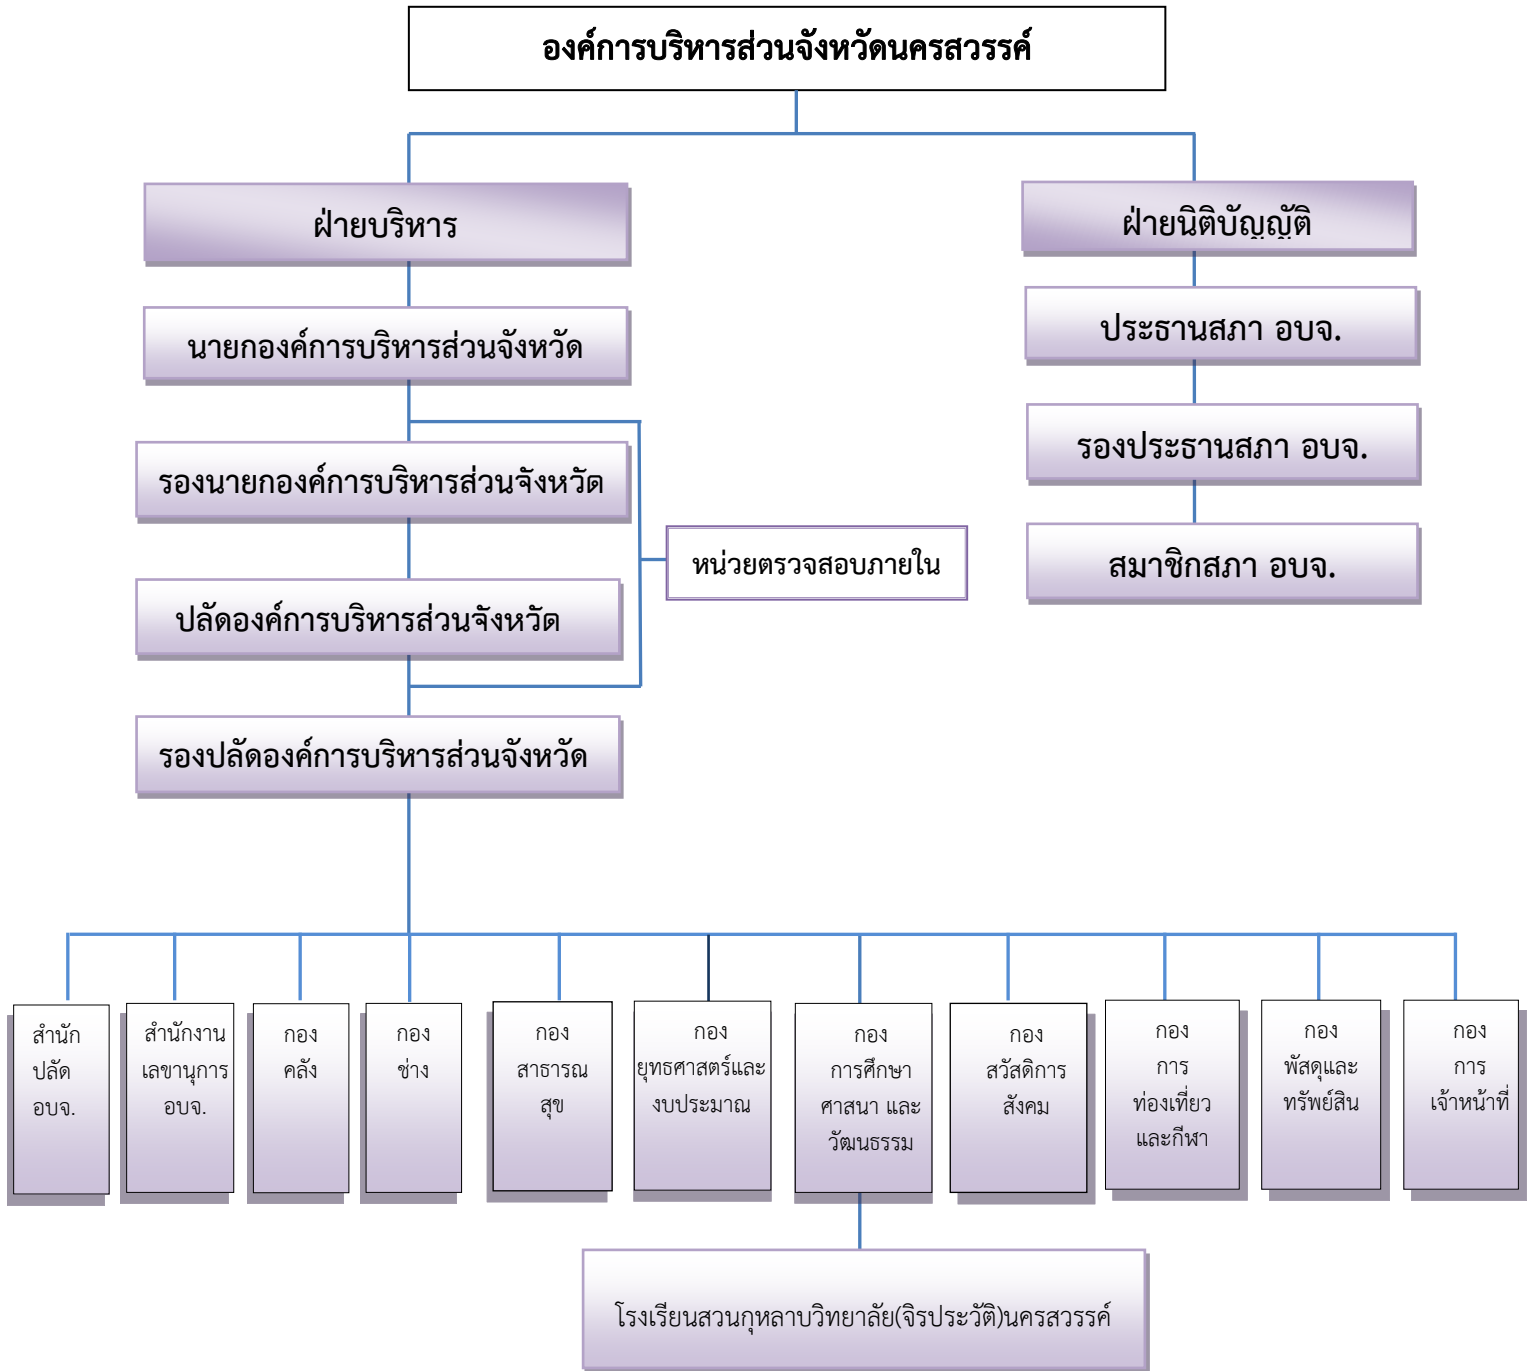 องค์การบริหารส่วนจังหวัดนครสวรรค์
ฝ่ายบริหาร
ฝ่ายนิติบัญญัติ
นายกองค์การบริหารส่วนจังหวัด
ประธานสภา อบจ.
รองนายกองค์การบริหารส่วนจังหวัด
รองประธานสภา อบจ.
หน่วยตรวจสอบภายใน
สมาชิกสภา อบจ.
ปลัดองค์การบริหารส่วนจังหวัด
รองปลัดองค์การบริหารส่วนจังหวัด
สำนัก
ปลัด
อบจ.
สำนักงาน
เลขานุการ
อบจ.
กอง
คลัง
กอง
ช่าง
กอง
สาธารณ
สุข
กอง
ยุทธศาสตร์และ
งบประมาณ
กอง
การศึกษา
ศาสนา และ
วัฒนธรรม
กอง
สวัสดิการ
สังคม
กอง
การ
ท่องเที่ยว
และกีฬา
กอง
พัสดุและ
ทรัพย์สิน
กอง
การ
เจ้าหน้าที่
โรงเรียนสวนกุหลาบวิทยาลัย(จิรประวัติ)นครสวรรค์